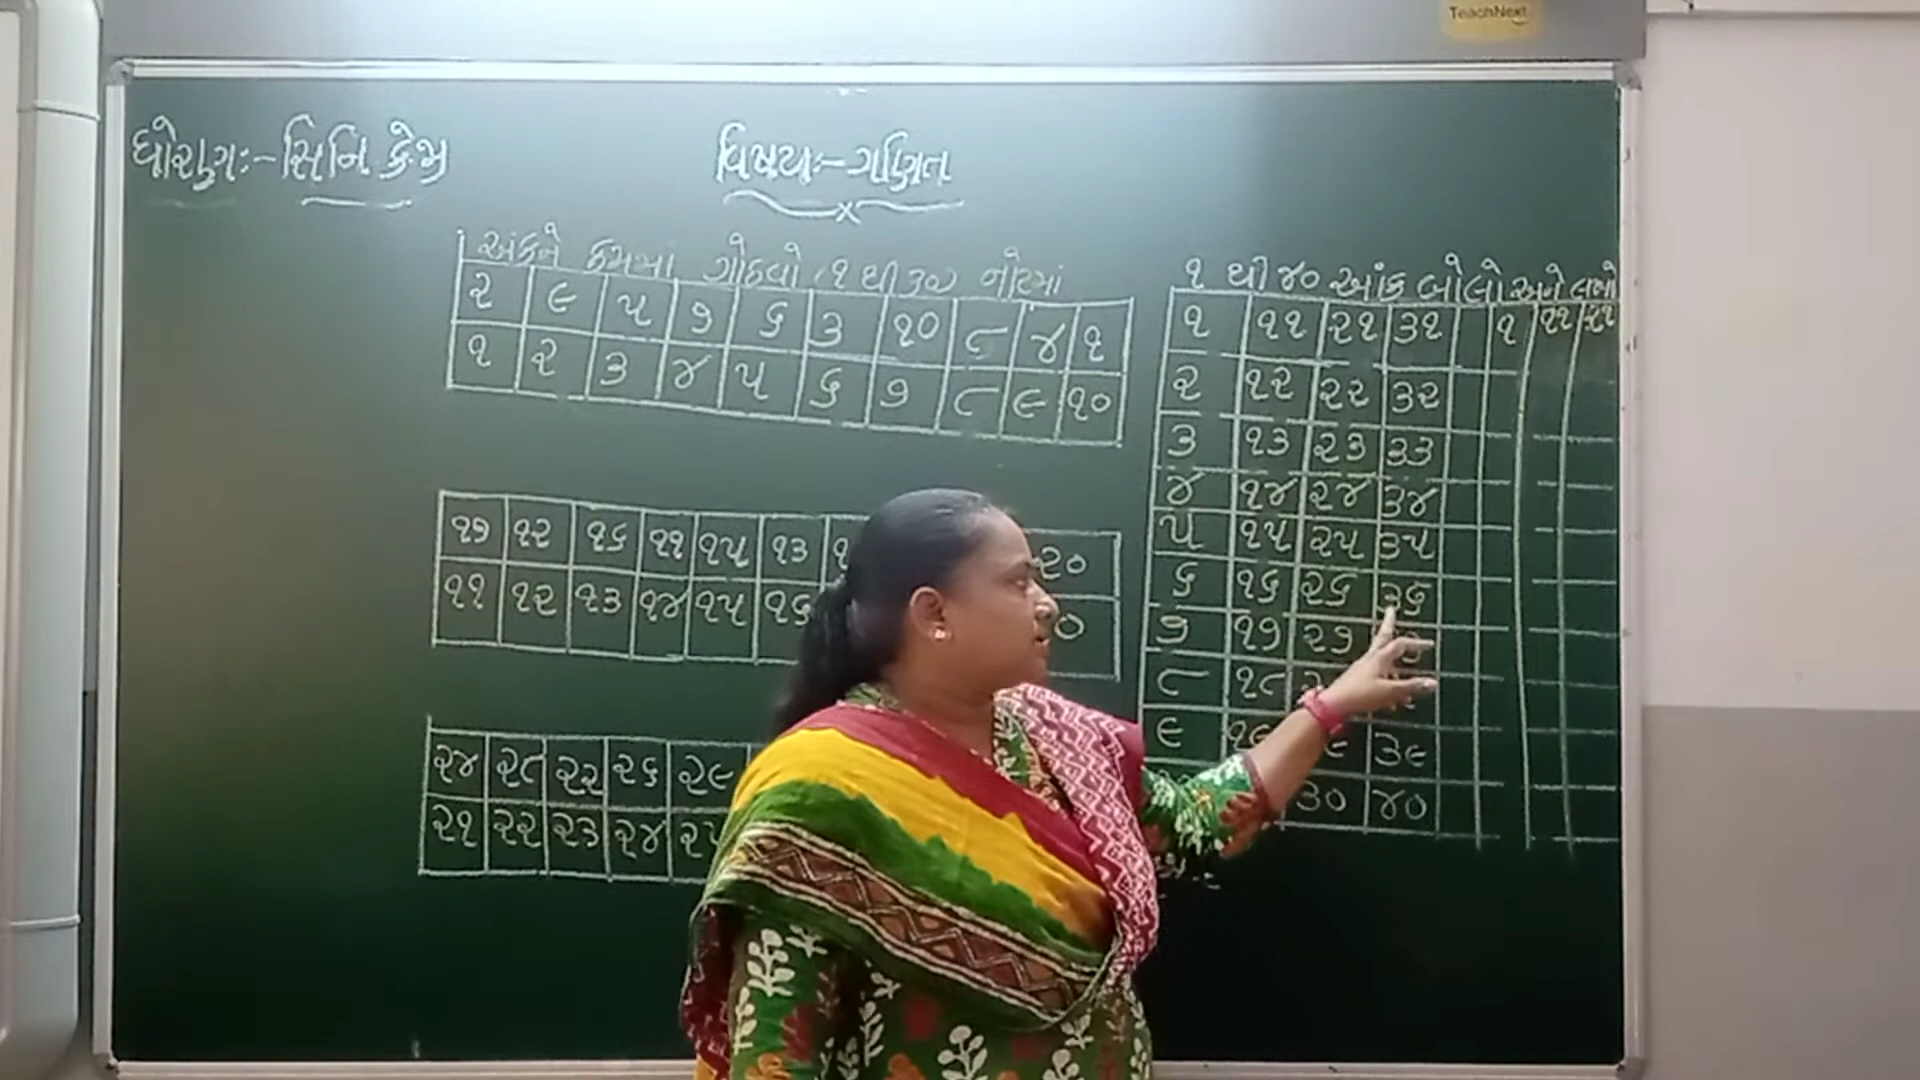 TeachNext
ધોરણઃ- સિનિ કેજી
વિષયઃ- ગણિત
અંકને ક્રમમાં ગોઠવો (૧ થી ૩૦) નોટમાં
૨ ૯ ૫ ૭ ૬ ૩ ૧૦ ૮ ૪ ૧
૧ ૨ ૩ ૪ ૫ ૬ ૭ ૮ ૯ ૧૦
૧૭ ૧૨ ૧૬ ૧૧ ૧૫ ૧૩ ૨૦
૧૧ ૧૨ ૧૩ ૧૪ ૧૫ ૧૬
૨૪ ૨૮ ૨૨ ૨૬ ૨૯
૨૧ ૨૨ ૨૩ ૨૪
૧ થી ૪૦ આંક બોલો અને લખો
૧ ૧૧ ૨૧ ૩૧ ૧ ૧૧ ૨૧
૨ ૧૨ ૨૨ ૩૨
૩ ૧૩ ૨૩ ૩૩
૪ ૧૪ ૨૪ ૩૪
૫ ૧૫ ૨૫ ૩૫
૬ ૧૬ ૨૬ ૩૬
૭ ૧૭ ૨૭
૮ ૧૮
૯ ૩૯
૩૦ ૪૦